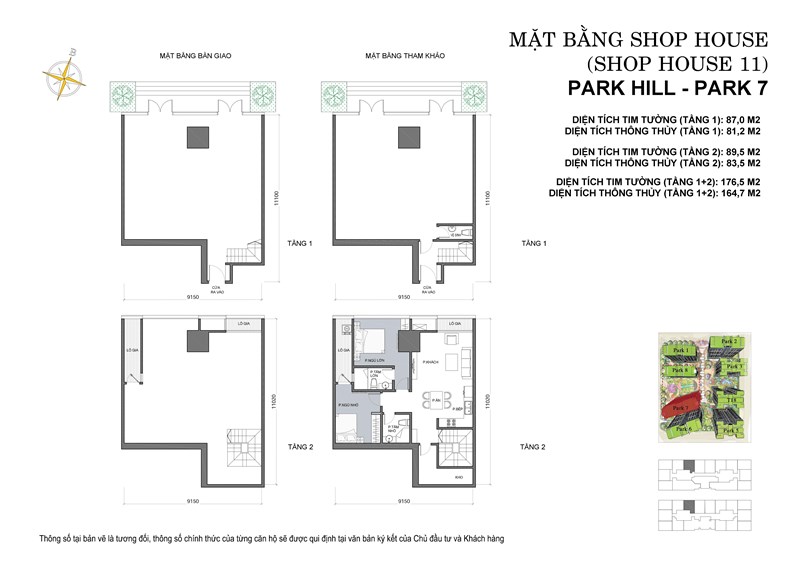 MẶT BẰNG SHOP HOUSE
(SHOP HOUSE 11)
PARK HILL - PARK 7
DIỆN TÍCH TIM TƯỜNG (TẦNG 1): 87,0 M2
DIỆN TÍCH THÔNG THỦY (TẦNG 1): 81,2 M2
DIỆN TÍCH TIM TƯỜNG (TẦNG 2): 89,5 M2
DIỆN TÍCH THÔNG THỦY (TẦNG 2): 83,5 M2
DIỆN TÍCH TIM TƯỜNG (TẦNG 1+2): 176,5 M2
DIỆN TÍCH THÔNG THỦY (TẦNG 1+2): 164,7 M2
MẶT BẰNG BÀN GIAO
11100
TẦNG 1
CỬA
RA VÀO
9150
MẶT BẰNG THAM KHẢO
11100
TẦNG 1
CỬA
RA VÀO
9150
LÔ GIA
LÔ GIA
11020
TẦNG 2
9150
LÔ GIA
LÔ GIA
P. NGỦ LỚN
P. KHÁCH
P. TẮM
LỚN
P. NGỦ NHỎ
P. ĂN
P. BẾP
P. TẮM
NHỎ
KHO
11020
TẦNG 2
9150
Park 1
Park 2
Park 3
Park 8
T18
Park 7
Park 6
Park 5
Thông số tại bản vẽ là tương đối, thông số chính thức của từng căn hộ sẽ được qui định tại văn bản ký kết của Chủ đầu tư và Khách hàng